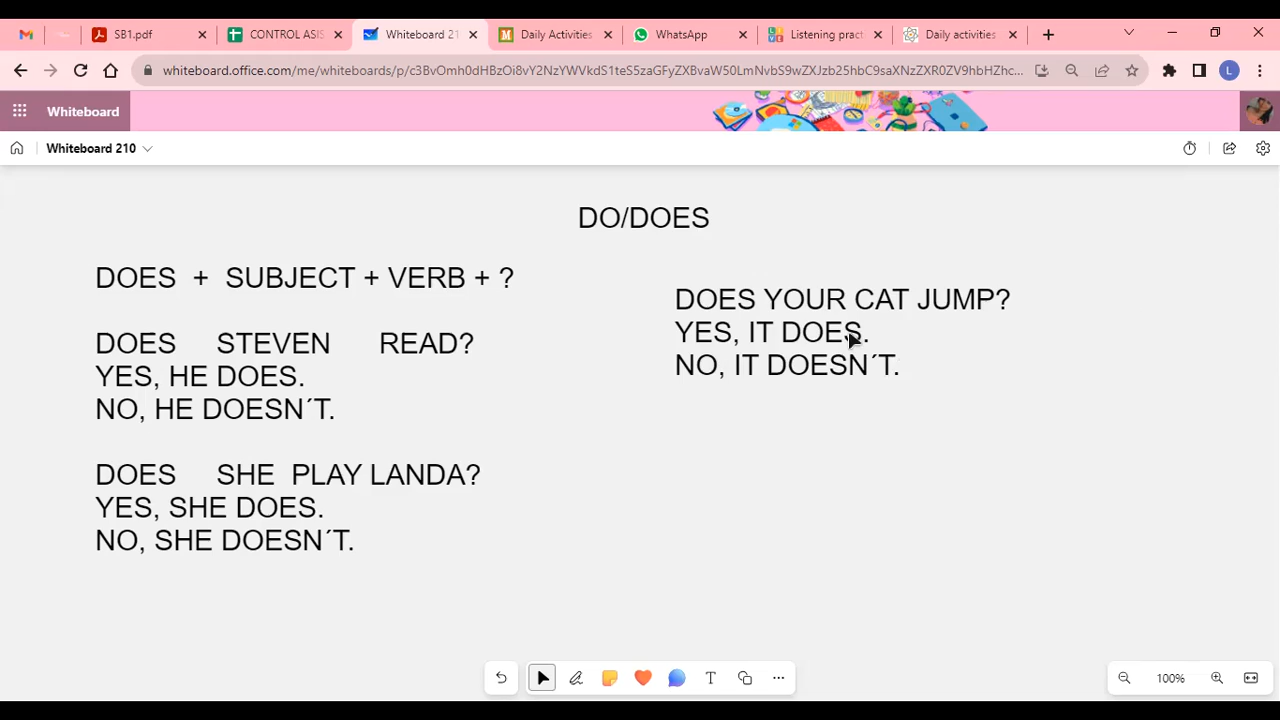 SB1.pdf
CONTROL ASIS
Whiteboard 21
Daily Activities
WhatsApp
Listening pract
Daily activities
whiteboard.office.com/me/whiteboards/p/c3BvOmh0dHBzOi8vY2NzYWVkdS1teS5zaGFyZXBvaW50LmNvbS9wZXJzb25hbC9saXNzZXR0ZV9hbHZhc...
L
Whiteboard
Whiteboard 210
DO/DOES
DOES + SUBJECT + VERB + ?
DOES STEVEN READ?
YES, HE DOES.
NO, HE DOESN´T.
DOES SHE PLAY LANDA?
YES, SHE DOES.
NO, SHE DOESN´T.
DOES YOUR CAT JUMP?
YES, IT DOES.
NO, IT DOESN´T.
100%